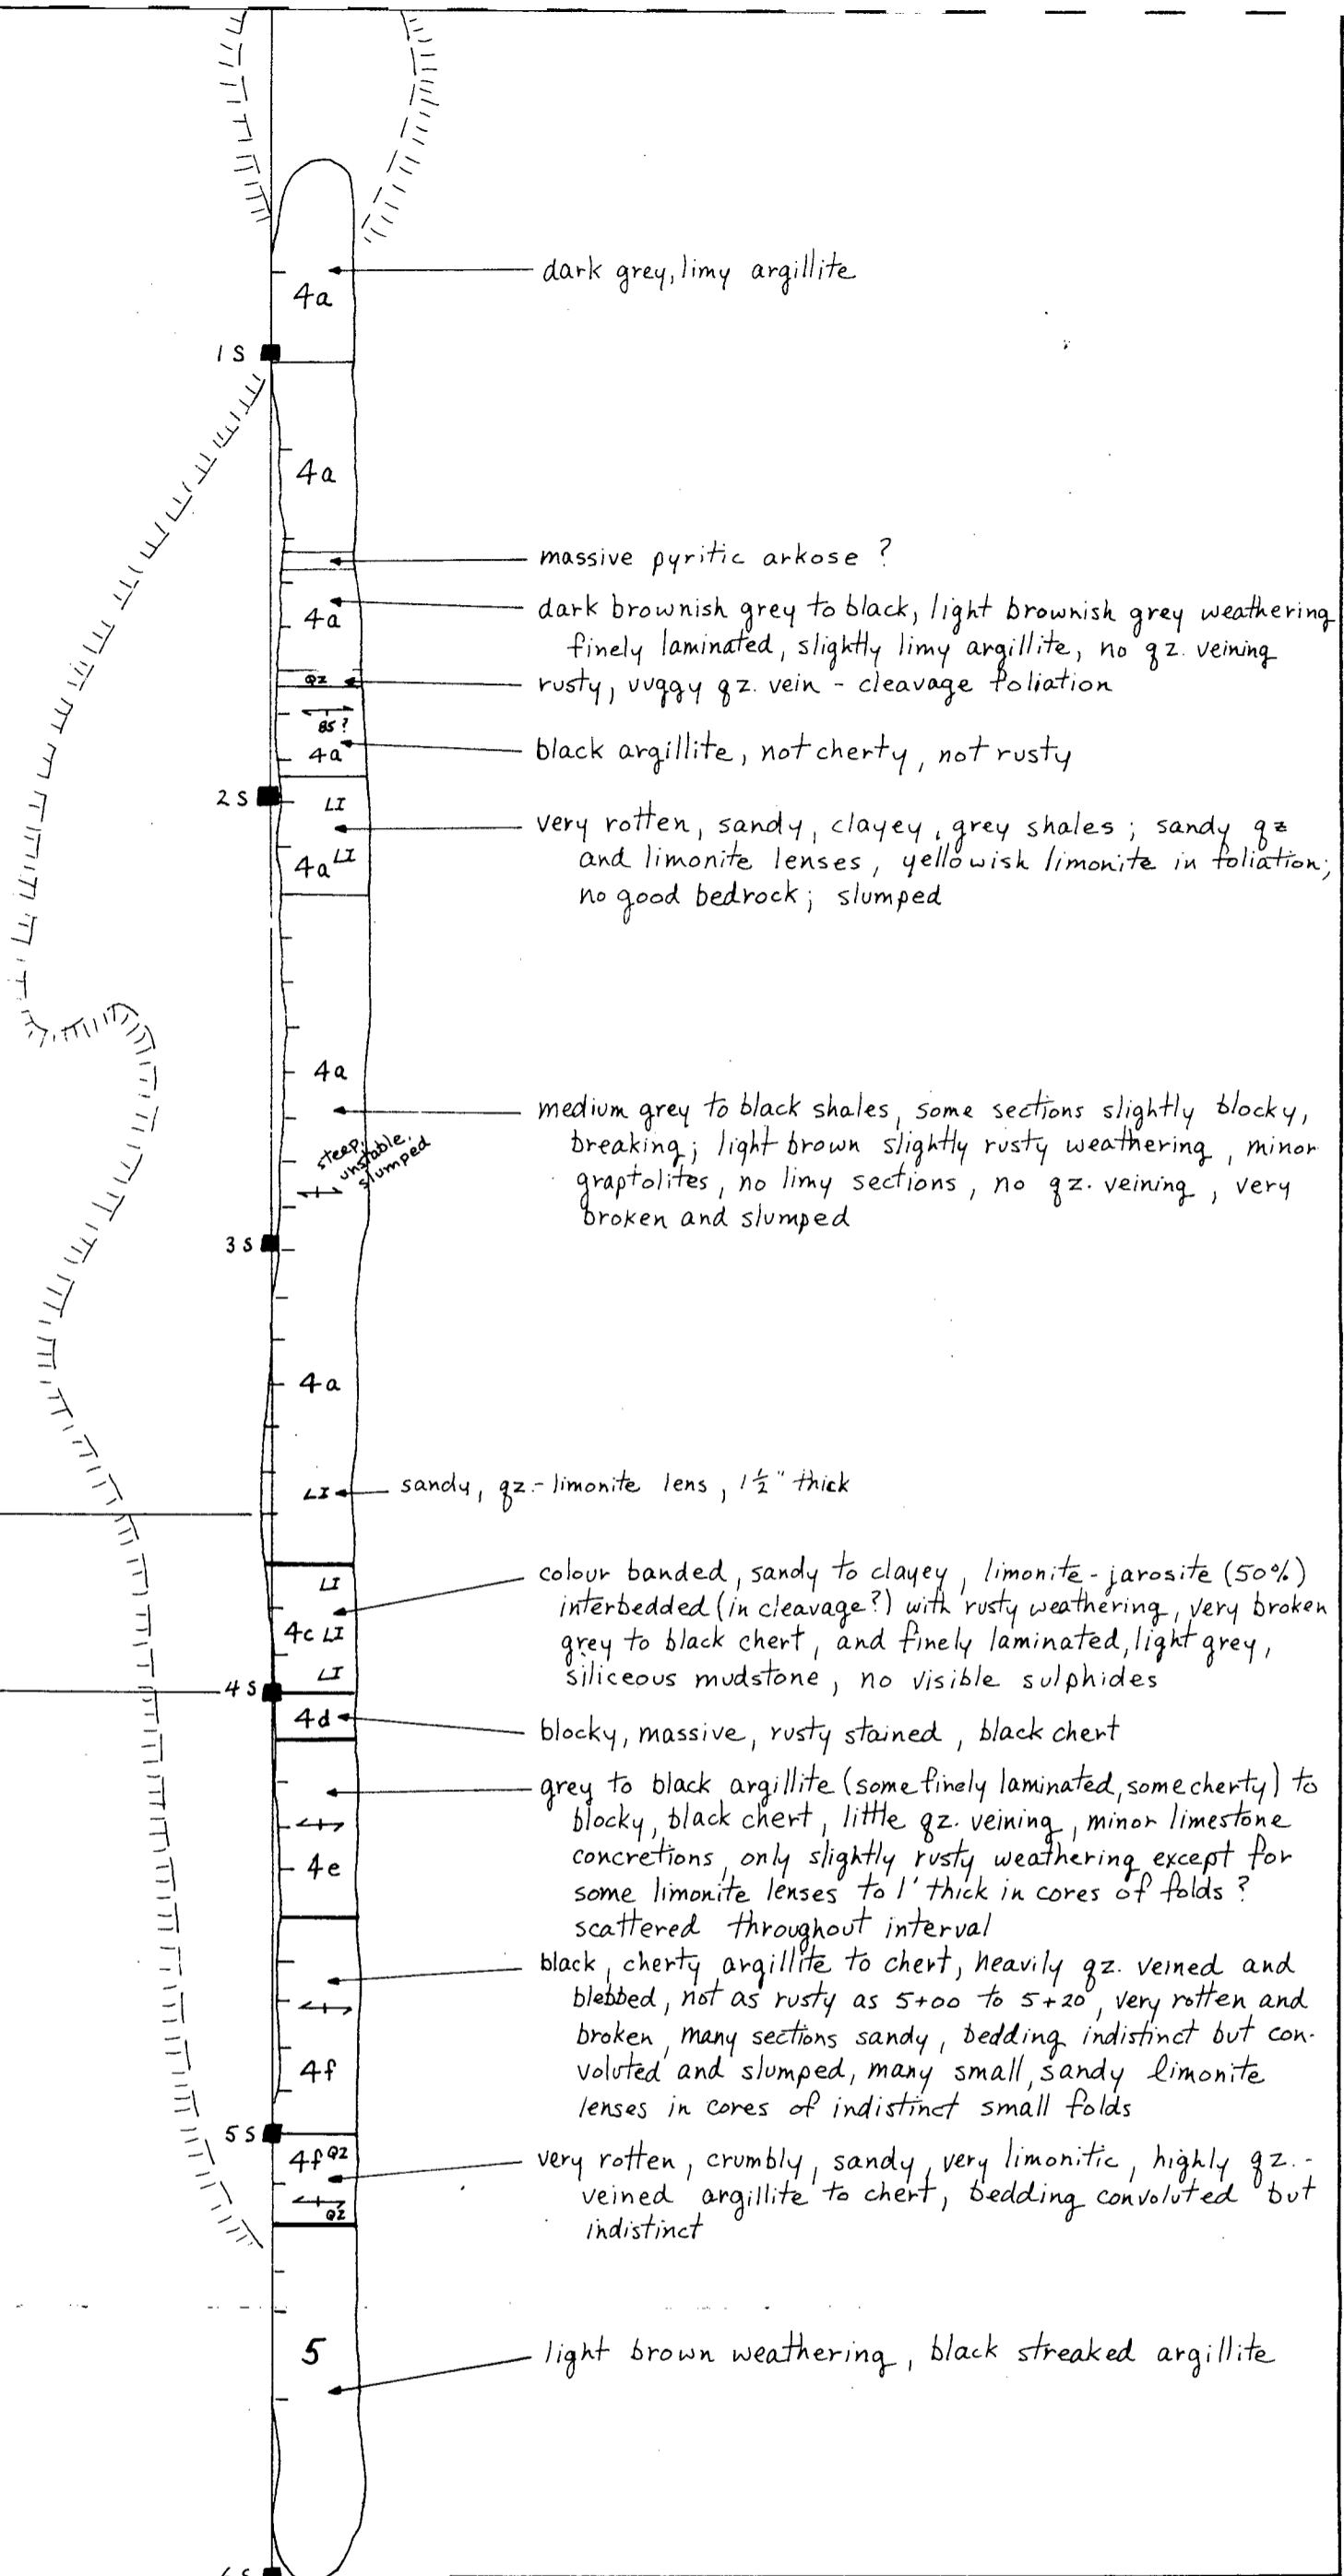 dark grey, limy argillite
4a
1 S
4a
massive pyritic arkose ?
dark brownish grey to black, light brownish grey weathering
4a
finely laminated, slightly limy argillite, no qz. veining
QZ
rusty, vuggy qz. vein - cleavage foliation
85 ?
4a
black argillite, not cherty, not rusty
2 S
LI
very rotten, sandy, clayey, grey shales ; sandy qz
4a LI
and limonite lenses, yellowish limonite in foliation;
no good bedrock ; slumped
4a
medium grey to black shales, some sections slightly blocky,
steep,
unstable,
slumped
breaking; light brown slightly rusty weathering, minor
graptolites, no limy sections, no qz. veining, very
broken and slumped
3 S
4a
LI
sandy, qz.-limonite lens, 1½" thick
colour banded, sandy to clayey, limonite-jarosite (50%)
LI
interbedded (in cleavage?) with rusty weathering, very broken
4c LI
grey to black chert, and finely laminated, light grey,
LI
siliceous mudstone, no visible sulphides
4 S
4d
blocky, massive, rusty stained, black chert
grey to black argillite (some finely laminated, some cherty) to
blocky, black chert, little qz. veining, minor limestone
4e
concretions, only slightly rusty weathering except for
some limonite lenses to 1' thick in cores of folds ?
scattered throughout interval
black, cherty argillite to chert, heavily qz. veined and
blebbed, not as rusty as 5+00 to 5+20, very rotten and
broken, many sections sandy, bedding indistinct but con-
4f
voluted and slumped, many small, sandy limonite
lenses in cores of indistinct small folds
5 S
4f QZ
very rotten, crumbly, sandy, very limonitic, highly qz.-
QZ
veined argillite to chert, bedding convoluted but
indistinct
5
light brown weathering, black streaked argillite
6 S